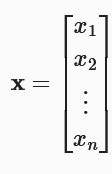 x = [
x₁
x₂
⋮
xₙ
]